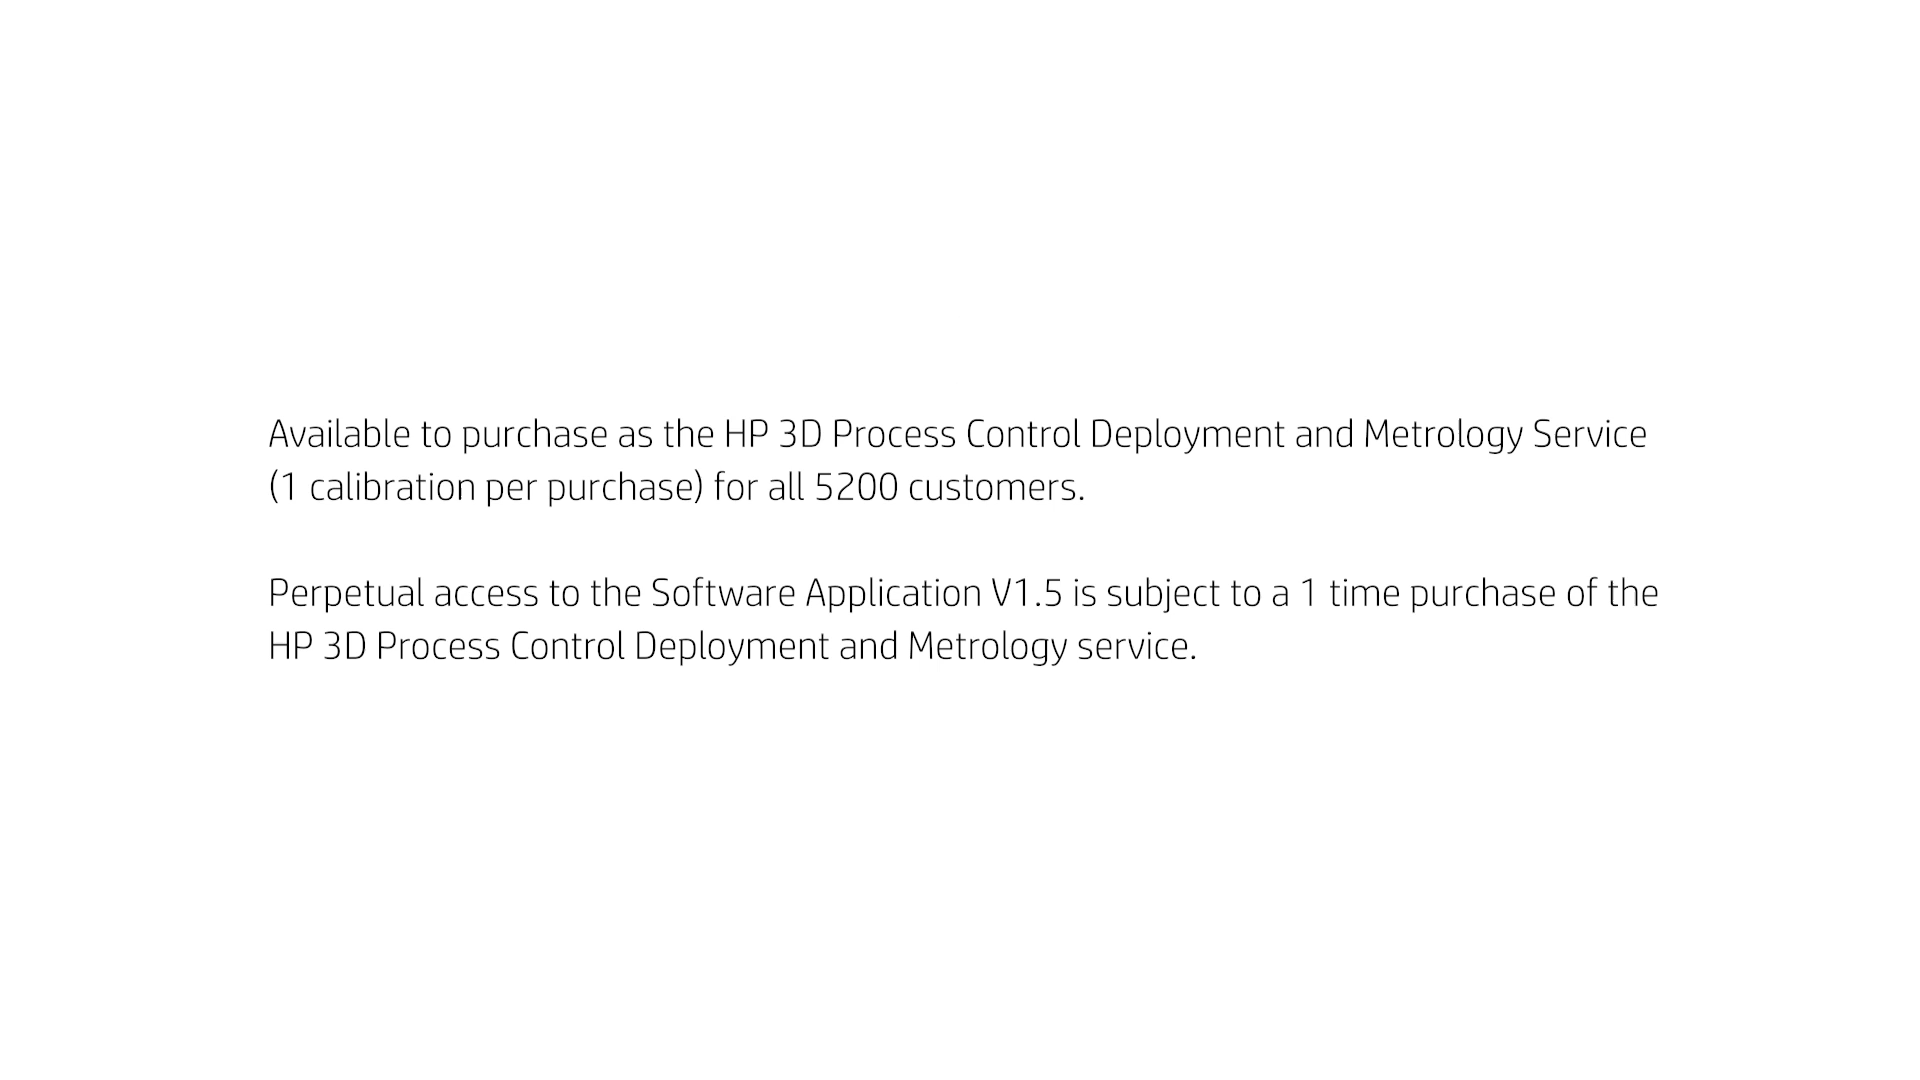 Available to purchase as the HP 3D Process Control Deployment and Metrology Service
(1 calibration per purchase) for all 5200 customers.
Perpetual access to the Software Application V1.5 is subject to a 1 time purchase of the
HP 3D Process Control Deployment and Metrology service.